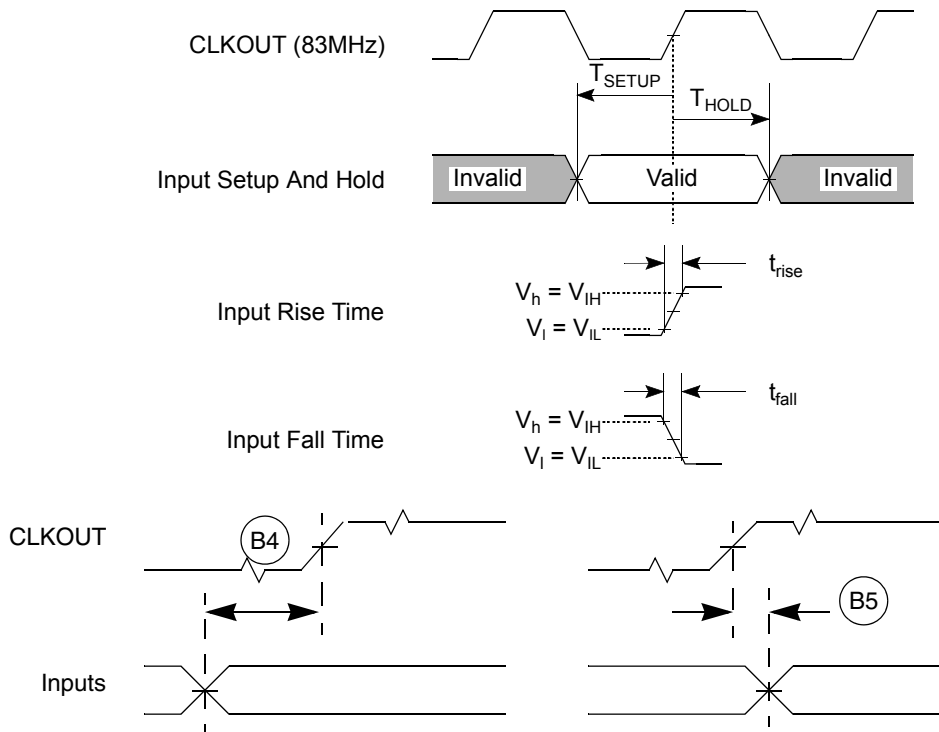 CLKOUT (83MHz)
TSETUP
THOLD
Input Setup And Hold
Invalid
Valid
Invalid
trise
Input Rise Time
Vh = VIH
Vl = VIL
tfall
Input Fall Time
Vh = VIH
Vl = VIL
CLKOUT
B4
B5
Inputs